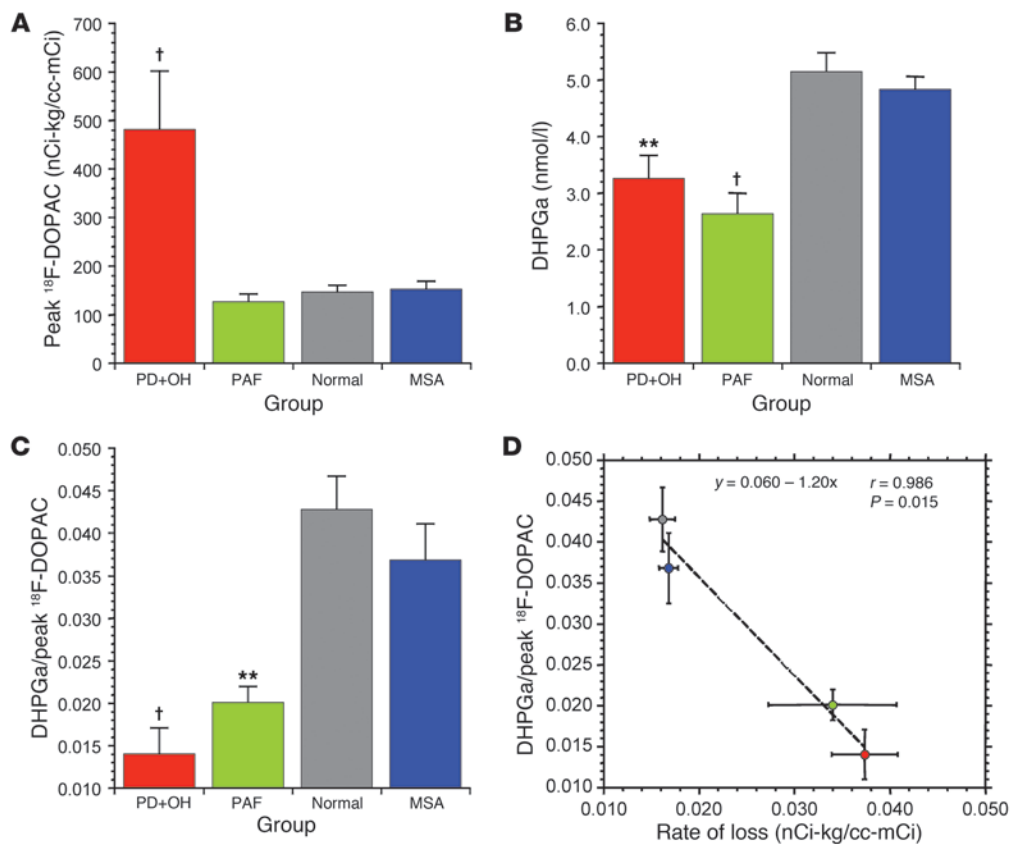 A
Peak ¹⁸F-DOPAC (nCi-kg/cc-mCi)
700
600
500
400
300
200
100
0
†
PD+OH PAF Normal MSA
Group
B
DHPGa (nmol/l)
6.0
5.0
4.0
3.0
2.0
1.0
0.0
**
†
PD+OH PAF Normal MSA
Group
C
DHPGa/peak ¹⁸F-DOPAC
0.050
0.045
0.040
0.035
0.030
0.025
0.020
0.015
0.010
†
**
PD+OH PAF Normal MSA
Group
D
DHPGa/peak ¹⁸F-DOPAC
0.050
0.045
0.040
0.035
0.030
0.025
0.020
0.015
0.010
y = 0.060 – 1.20x r = 0.986
P = 0.015
0.010 0.020 0.030 0.040 0.050
Rate of loss (nCi-kg/cc-mCi)